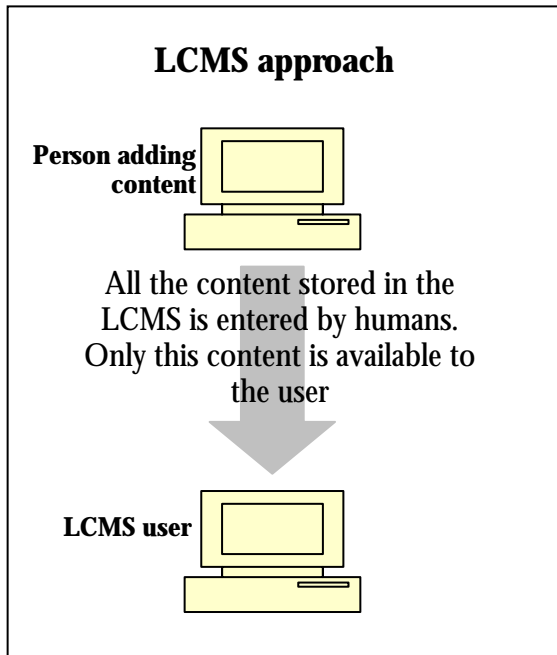 LCMS approach
Person adding
content
All the content stored in the
LCMS is entered by humans.
Only this content is available to
the user
LCMS user